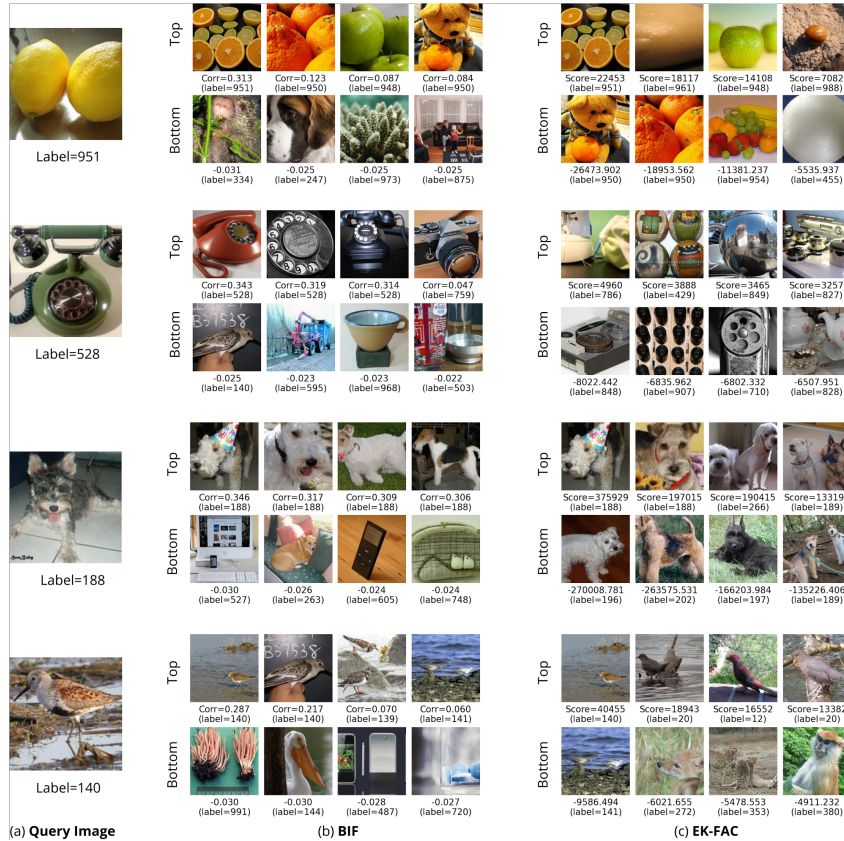 Top
Corr=0.313 Corr=0.123 Corr=0.087 Corr=0.084
(label=951) (label=950) (label=948) (label=950)
Bottom
-0.031 -0.025 -0.025 -0.025
(label=334) (label=247) (label=973) (label=875)
Top
Score=22453 Score=18117 Score=14108 Score=7082
(label=951) (label=961) (label=948) (label=988)
Bottom
-26473.902 -18953.562 -11381.237 -5535.937
(label=950) (label=950) (label=954) (label=455)
Label=951
Top
Corr=0.343 Corr=0.319 Corr=0.314 Corr=0.047
(label=528) (label=528) (label=528) (label=759)
Bottom
B37538
-0.025 -0.023 -0.023 -0.022
(label=140) (label=595) (label=968) (label=503)
Top
Score=4960 Score=3888 Score=3465 Score=3257
(label=786) (label=429) (label=849) (label=827)
Bottom
-8022.442 -6835.962 -6802.332 -6507.951
(label=848) (label=907) (label=710) (label=828)
Label=528
Top
Corr=0.346 Corr=0.317 Corr=0.309 Corr=0.306
(label=188) (label=188) (label=188) (label=188)
Bottom
-0.030 -0.026 -0.024 -0.024
(label=527) (label=263) (label=605) (label=748)
Top
Score=375929 Score=197015 Score=190415 Score=13319
(label=188) (label=188) (label=266) (label=189)
Bottom
-270008.781 -263575.531 -166203.984 -135226.406
(label=196) (label=202) (label=197) (label=189)
Label=188
Top
B37538
Corr=0.287 Corr=0.217 Corr=0.070 Corr=0.060
(label=140) (label=140) (label=139) (label=141)
Bottom
-0.030 -0.030 -0.028 -0.027
(label=991) (label=144) (label=487) (label=720)
Top
Score=40455 Score=18943 Score=16552 Score=13382
(label=140) (label=20) (label=12) (label=20)
Bottom
-9586.494 -6021.655 -5478.553 -4911.232
(label=141) (label=272) (label=353) (label=380)
Label=140
(a) Query Image
(b) BIF
(c) EK-FAC